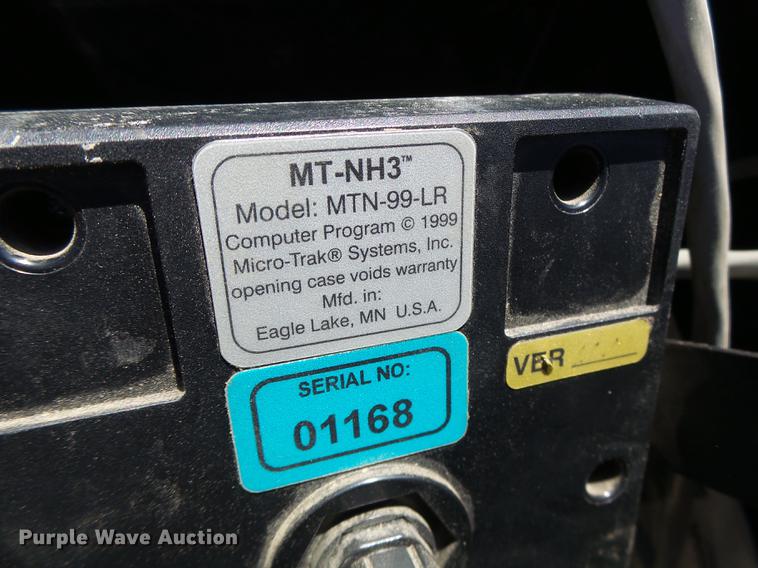 MT-NH3™
Model: MTN-99-LR
Computer Program © 1999
Micro-Trak® Systems, Inc.
opening case voids warranty
Mfd. in:
Eagle Lake, MN U.S.A.
VER
SERIAL NO:
01168
Purple Wave Auction